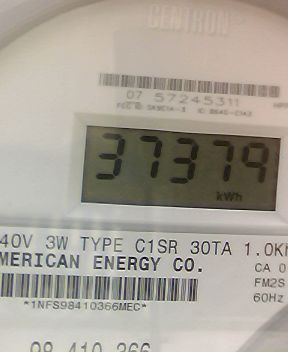 CENTRON
07 57245311
37379
kWh
40V 3W TYPE C1SR 30TA 1.0K
MERICAN ENERGY CO.
CA 0
FM2S
*1NFS98410366MEC*
60Hz
98 410 366